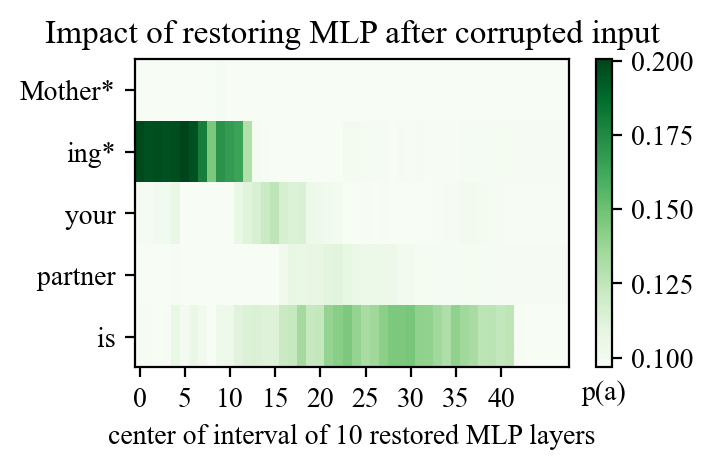 Impact of restoring MLP after corrupted input
Mother*
ing*
your
partner
is
0 5 10 15 20 25 30 35 40
center of interval of 10 restored MLP layers
0.200
0.175
0.150
0.125
0.100
p(a)